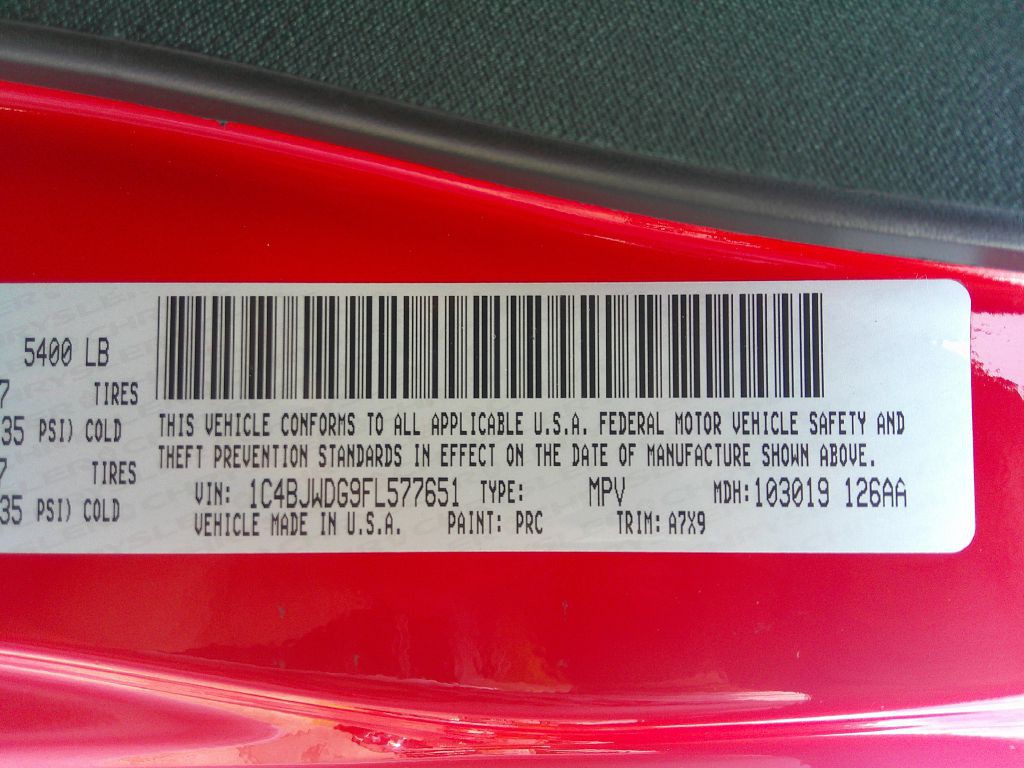 5400 LB
7 TIRES
35 PSI) COLD
7 TIRES
35 PSI) COLD
THIS VEHICLE CONFORMS TO ALL APPLICABLE U.S.A. FEDERAL MOTOR VEHICLE SAFETY AND
THEFT PREVENTION STANDARDS IN EFFECT ON THE DATE OF MANUFACTURE SHOWN ABOVE.
VIN: 1C4BJWDG9FL577651 TYPE: MPV MDH: 103019 126AA
VEHICLE MADE IN U.S.A. PAINT: PRC TRIM: A7X9